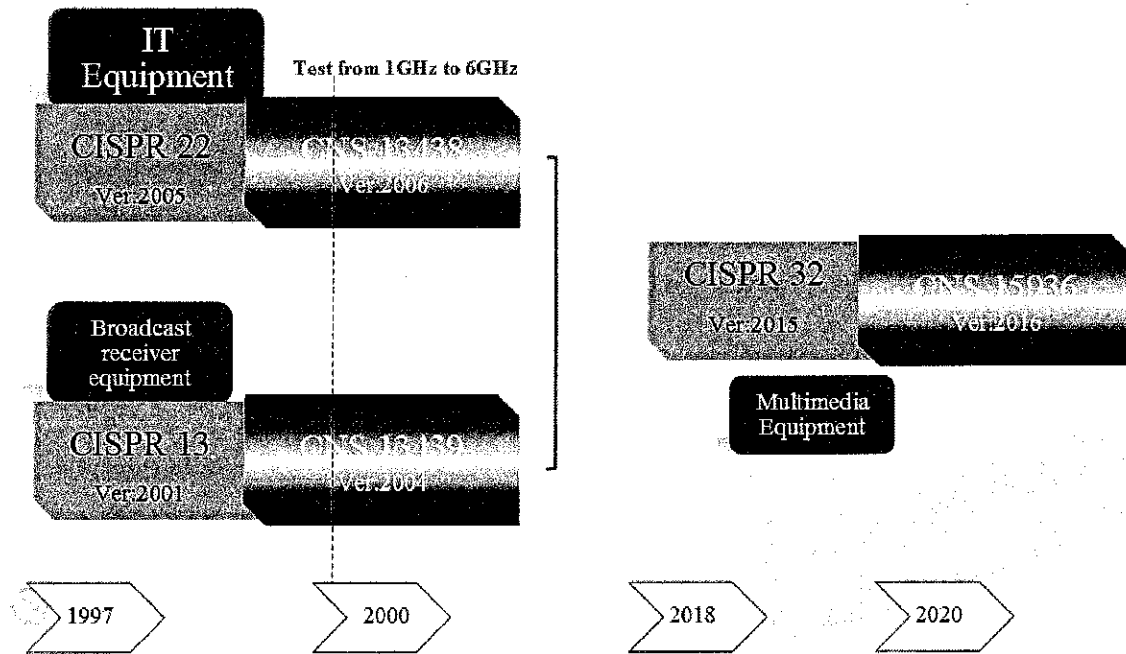 IT
Equipment
Test from 1GHz to 6GHz
CISPR 22
Ver:2005
CNS 13438
Ver:2006
Broadcast
receiver
equipment
CISPR 13
Ver:2001
CNS 13439
Ver:2004
CISPR 32
Ver:2015
CNS 15936
Ver:2016
Multimedia
Equipment
1997
2000
2018
2020